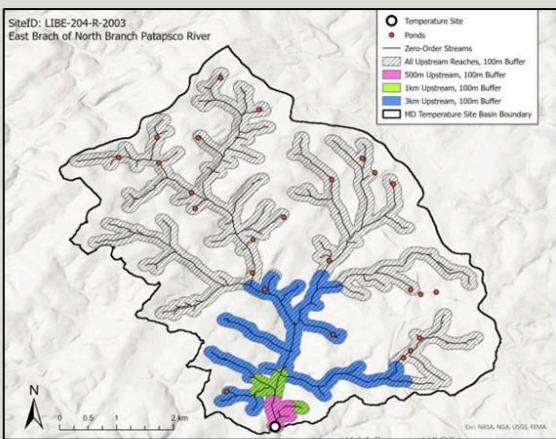 SiteID: LIBE-204-R-2003
East Brach of North Branch Patapsco River
Temperature Site
Ponds
Zero-Order Streams
All Upstream Reaches, 100m Buffer
500m Upstream, 100m Buffer
1km Upstream, 100m Buffer
3km Upstream, 100m Buffer
MD Temperature Site Basin Boundary
N
0 0.5 1 2 km
Esri, NASA, NGA, USGS, FEMA